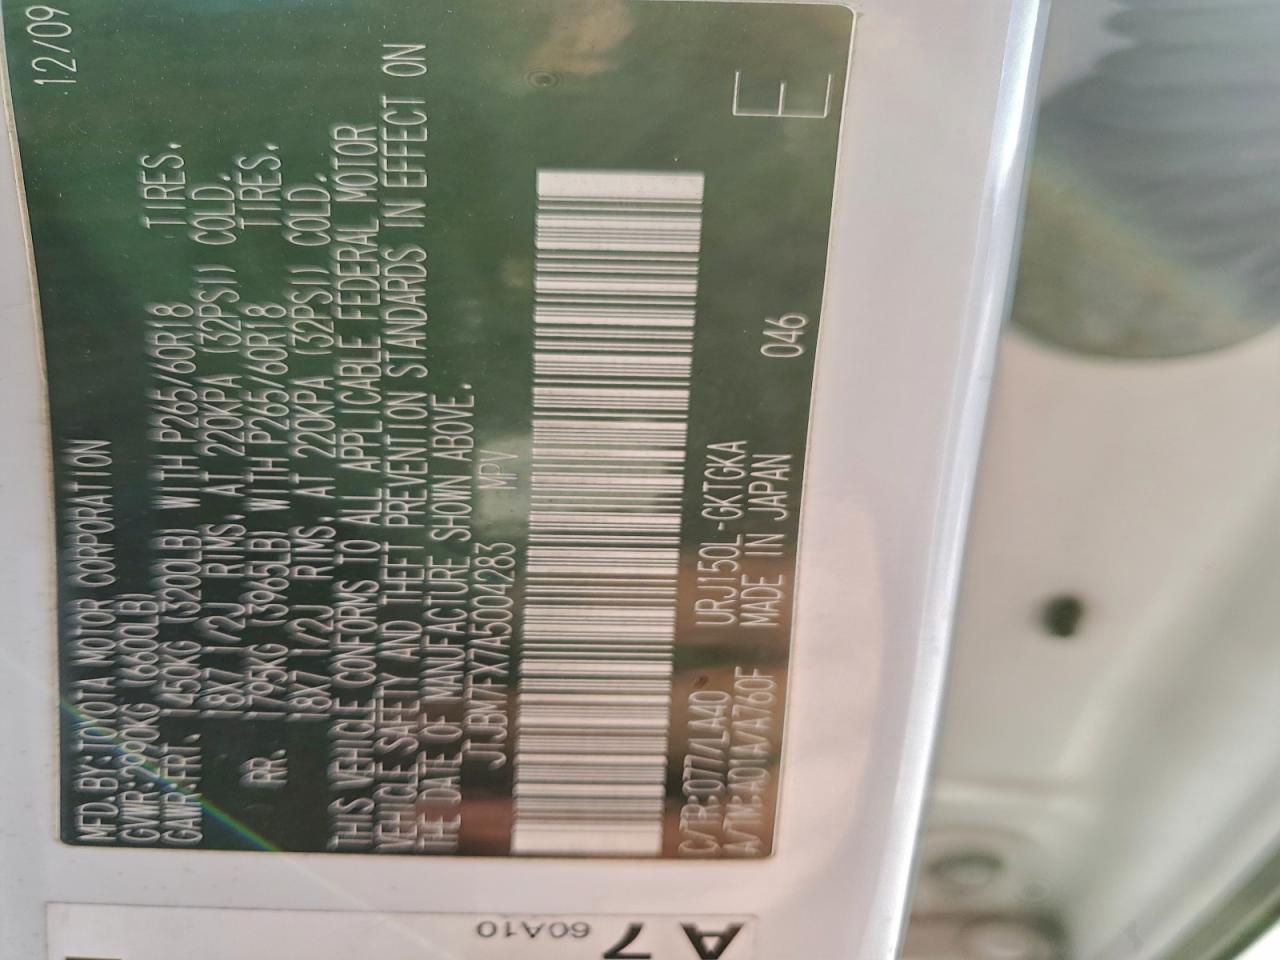 MFD.BY:TOYOTA MOTOR CORPORATION 12/09
GVWR:2990KG (6600LB)
GAWR:FRT. 1450KG (3200LB) WITH P265/60R18 TIRES.
18X7 1/2J RIMS. AT 220KPA (32PSI) COLD.
RR. 1795KG (3965LB) WITH P265/60R18 TIRES.
18X7 1/2J RIMS. AT 220KPA (32PSI) COLD.
THIS VEHICLE CONFORMS TO ALL APPLICABLE FEDERAL MOTOR
VEHICLE SAFETY AND THEFT PREVENTION STANDARDS IN EFFECT ON
THE DATE OF MANUFACTURE SHOWN ABOVE.
JTJBM7FX7A5004283 MPV
C/TR:077/LA40 URJ150L-GKTGKA
A/TM:A01A/A760F MADE IN JAPAN 046 E
A7
60A10